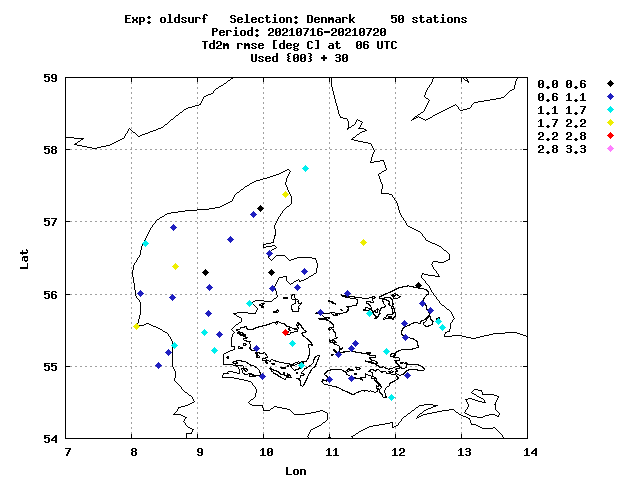 Exp: oldsurf   Selection: Denmark     50 stations
Period: 20210716-20210720
Td2m rmse [deg C] at  06 UTC
Used {00} + 30
0.0 0.6
0.6 1.1
1.1 1.7
1.7 2.2
2.2 2.8
2.8 3.3
59
58
57
56
55
54
Lat
7 8 9 10 11 12 13 14
Lon